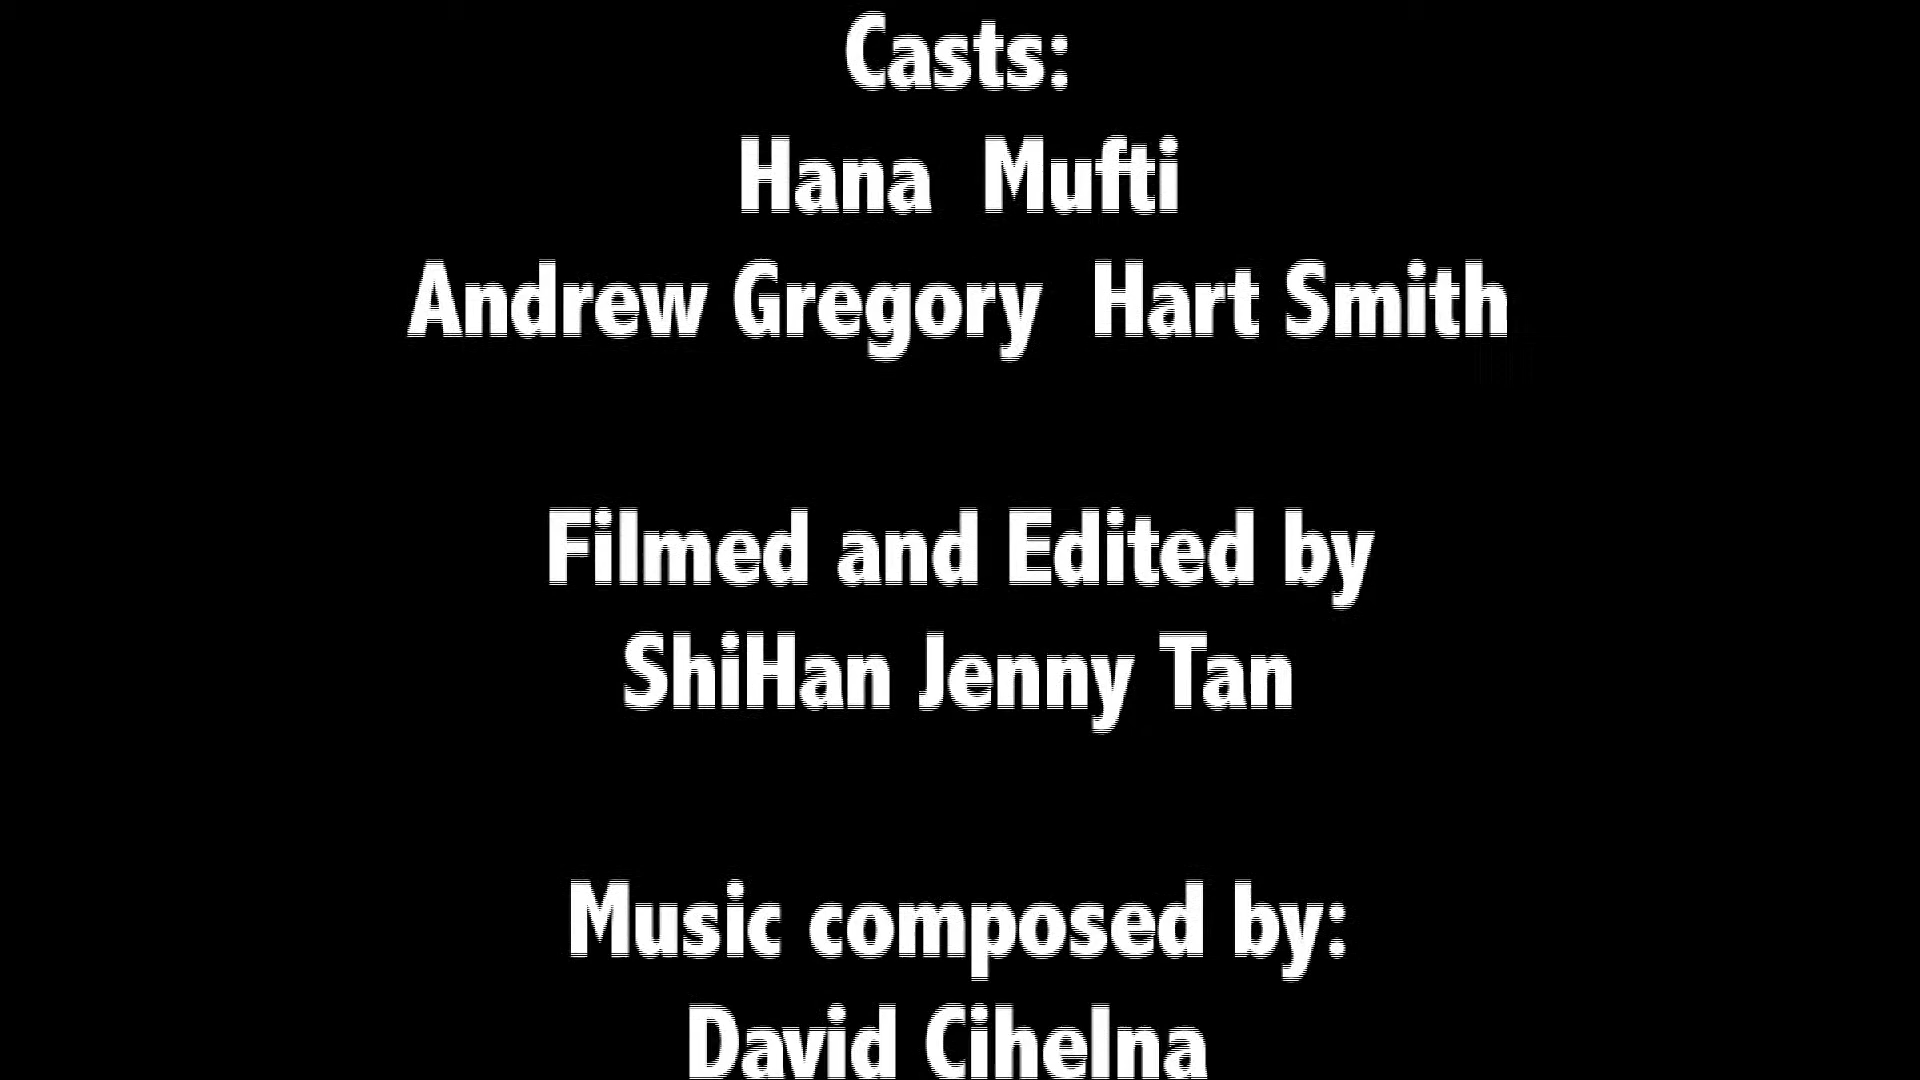 Casts:
Hana  Mufti
Andrew Gregory  Hart Smith
Filmed and Edited by
ShiHan Jenny Tan
Music composed by:
David Cihelna